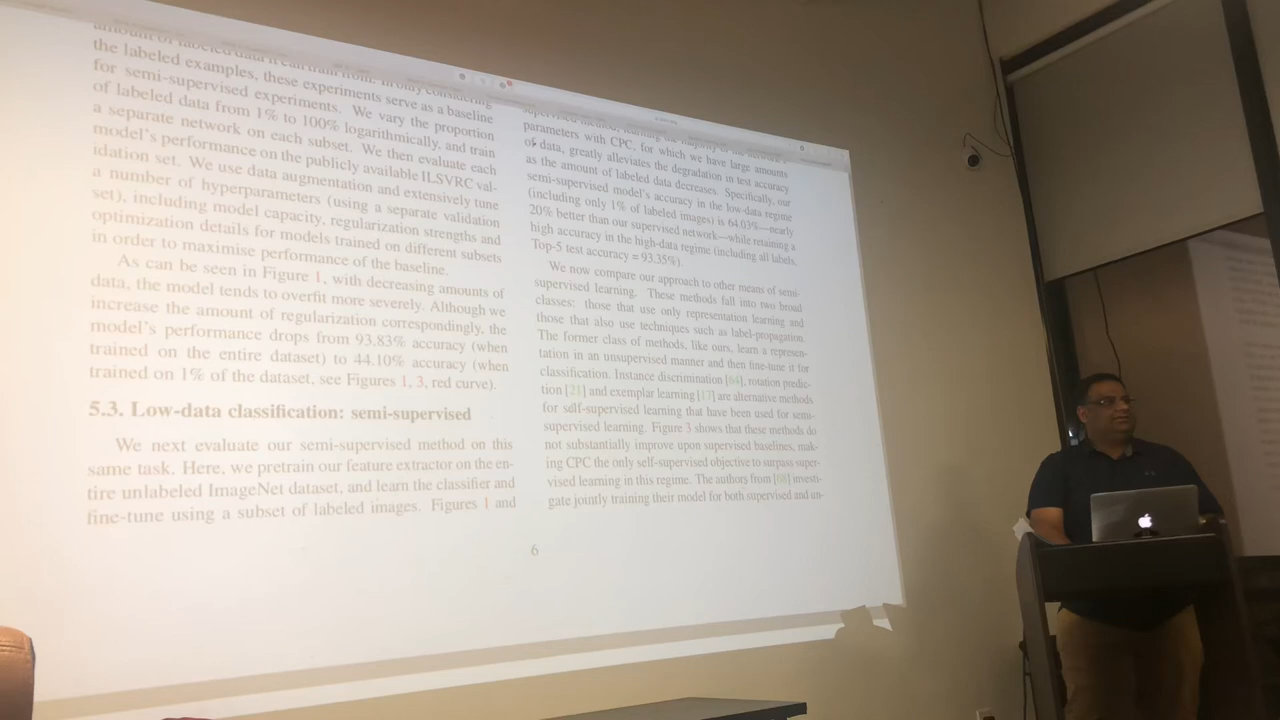 amount of labeled data it can train from. In only considering
the labeled examples, these experiments serve as a baseline
for semi-supervised experiments. We vary the proportion
of labeled data from 1% to 100% logarithmically, and train
a separate network on each subset. We then evaluate each
model's performance on the publicly available ILSVRC val-
idation set. We use data augmentation and extensively tune
a number of hyperparameters (using a separate validation
set), including model capacity, regularization strengths and
optimization details for models trained on different subsets
in order to maximise performance of the baseline.
As can be seen in Figure 1, with decreasing amounts of
data, the model tends to overfit more severely. Although we
increase the amount of regularization correspondingly, the
model's performance drops from 93.83% accuracy (when
trained on the entire dataset) to 44.10% accuracy (when
trained on 1% of the dataset, see Figures 1, 3, red curve).
5.3. Low-data classification: semi-supervised
We next evaluate our semi-supervised method on this
same task. Here, we pretrain our feature extractor on the en-
tire unlabeled ImageNet dataset, and learn the classifier and
fine-tune using a subset of labeled images. Figures 1 and
supervised method, learning the majority of the network's
parameters with CPC, for which we have large amounts
of data, greatly alleviates the degradation in test accuracy
as the amount of labeled data decreases. Specifically, our
semi-supervised model's accuracy in the low-data regime
(including only 1% of labeled images) is 64.03%—nearly
20% better than our supervised network—while retaining a
high accuracy in the high-data regime (including all labels,
Top-5 test accuracy = 93.35%).
We now compare our approach to other means of semi-
supervised learning. These methods fall into two broad
classes: those that use only representation learning and
those that also use techniques such as label-propagation.
The former class of methods, like ours, learn a represen-
tation in an unsupervised manner and then fine-tune it for
classification. Instance discrimination [64], rotation predic-
tion [21] and exemplar learning [17] are alternative methods
for self-supervised learning that have been used for semi-
supervised learning. Figure 3 shows that these methods do
not substantially improve upon supervised baselines, mak-
ing CPC the only self-supervised objective to surpass super-
vised learning in this regime. The authors from [68] investi-
gate jointly training their model for both supervised and un-
6